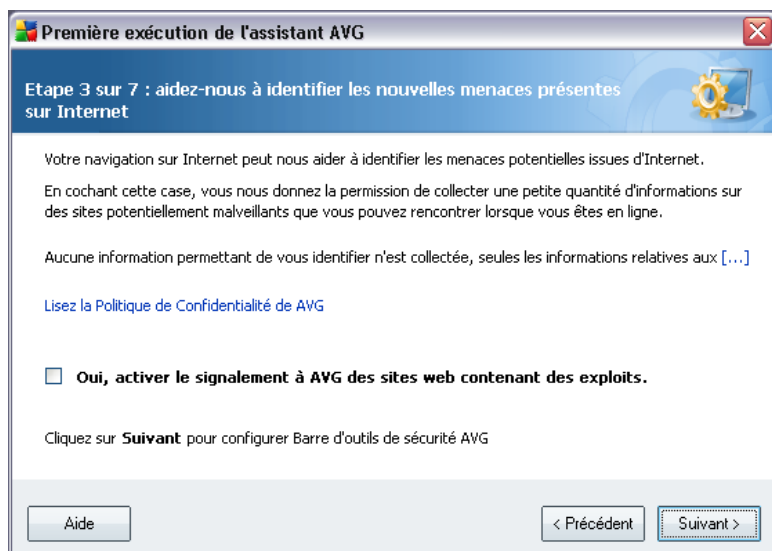 Première exécution de l'assistant AVG
Etape 3 sur 7 : aidez-nous à identifier les nouvelles menaces présentes
sur Internet
Votre navigation sur Internet peut nous aider à identifier les menaces potentielles issues d'Internet.
En cochant cette case, vous nous donnez la permission de collecter une petite quantité d'informations sur
des sites potentiellement malveillants que vous pouvez rencontrer lorsque vous êtes en ligne.
Aucune information permettant de vous identifier n'est collectée, seules les informations relatives aux [...]
Lisez la Politique de Confidentialité de AVG
Oui, activer le signalement à AVG des sites web contenant des exploits.
Cliquez sur Suivant pour configurer Barre d'outils de sécurité AVG
Aide
< Précédent
Suivant >